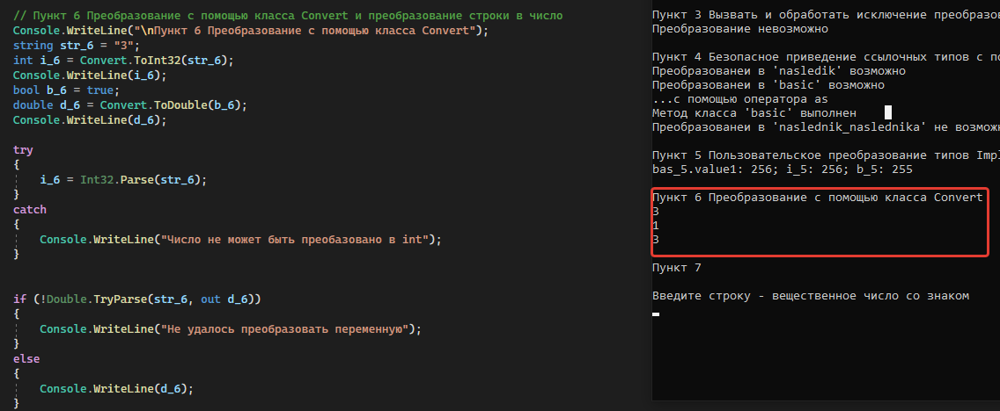 // Пункт 6 Преобразование с помощью класса Convert и преобразование строки в число
Console.WriteLine("\nПункт 6 Преобразование с помощью класса Convert");
string str_6 = "3";
int i_6 = Convert.ToInt32(str_6);
Console.WriteLine(i_6);
bool b_6 = true;
double d_6 = Convert.ToDouble(b_6);
Console.WriteLine(d_6);
try
{
i_6 = Int32.Parse(str_6);
}
catch
{
Console.WriteLine("Число не может быть преобазовано в int");
}
if (!Double.TryParse(str_6, out d_6))
{
Console.WriteLine("Не удалось преобразовать переменную");
}
else
{
Console.WriteLine(d_6);
}
Пункт 3 Вызвать и обработать исключение преобразов
Преобразование невозможно
Пункт 4 Безопасное приведение ссылочных типов с по
Преобразованеи в 'nasledik' возможно
Преобразованеи в 'basic' возможно
...с помощью оператора as
Метод класса 'basic' выполнен
Преобразованеи в 'naslednik_naslednika' не возможн
Пункт 5 Пользовательское преобразование типов Impl
bas_5.value1: 256; i_5: 256; b_5: 255
Пункт 6 Преобразование с помощью класса Convert
3
1
3
Пункт 7
Введите строку - вещественное число со знаком